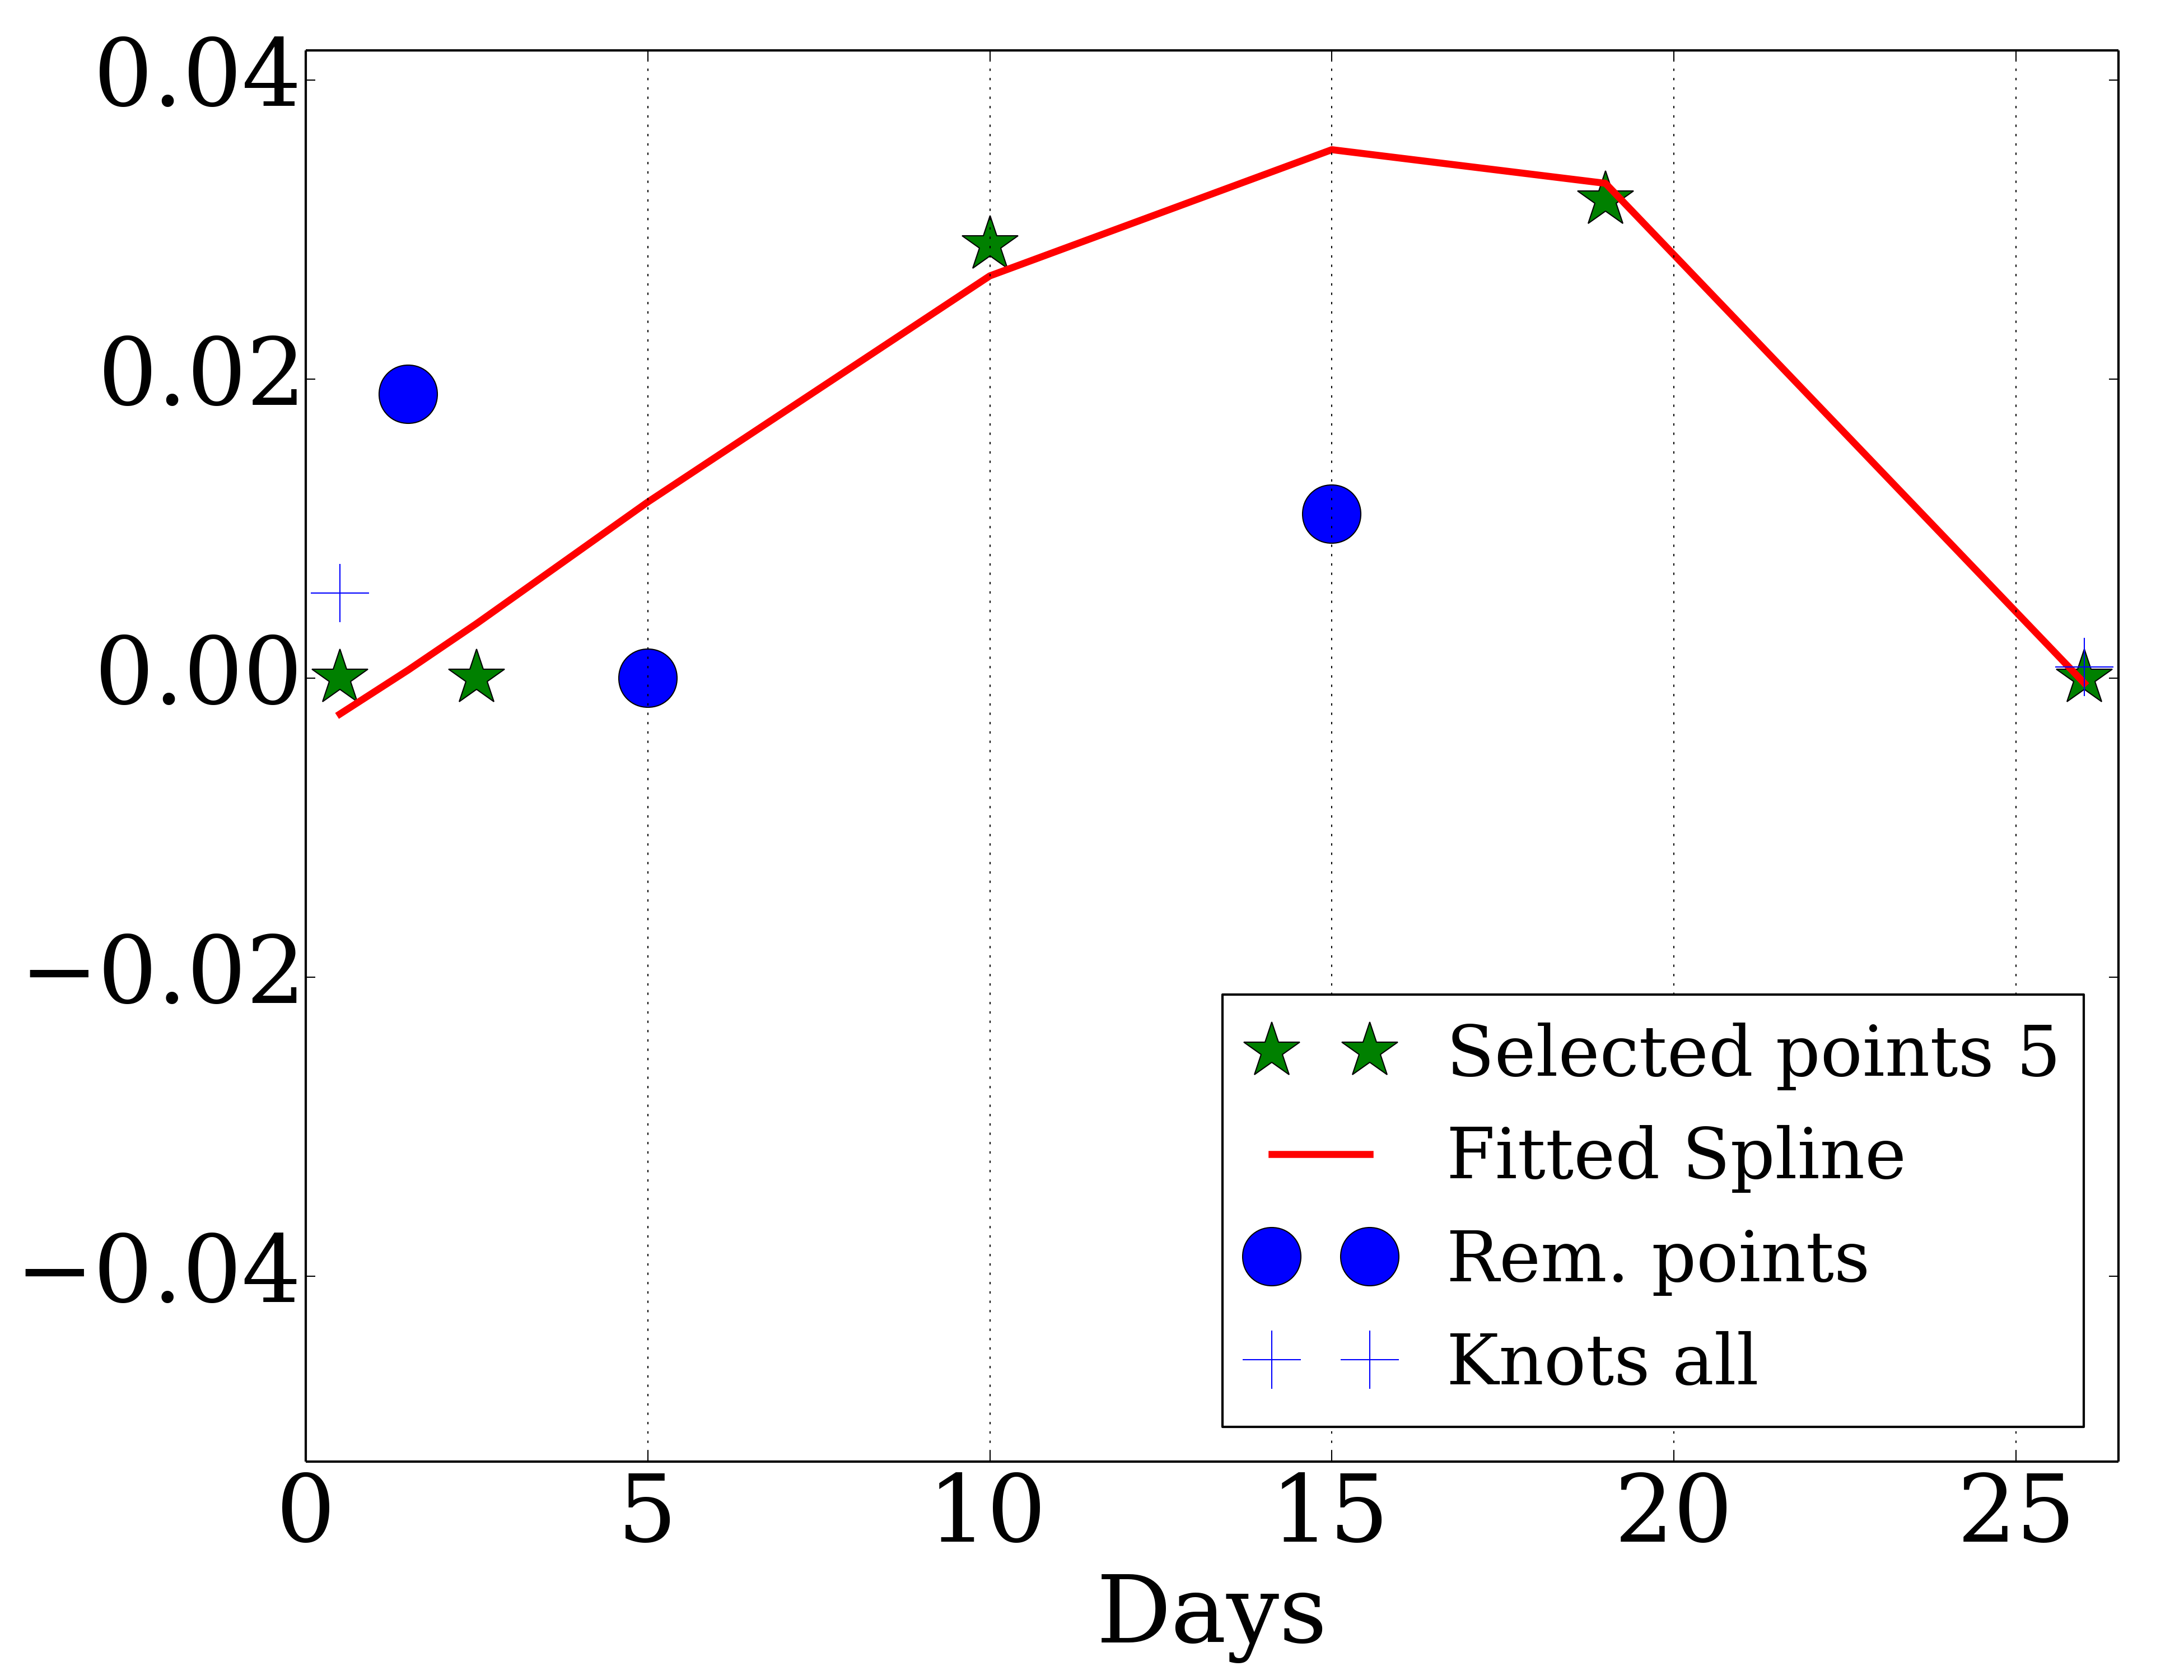 0.04
0.02
0.00
−0.02
−0.04
Selected points 5
Fitted Spline
Rem. points
Knots all
0 5 10 15 20 25
Days